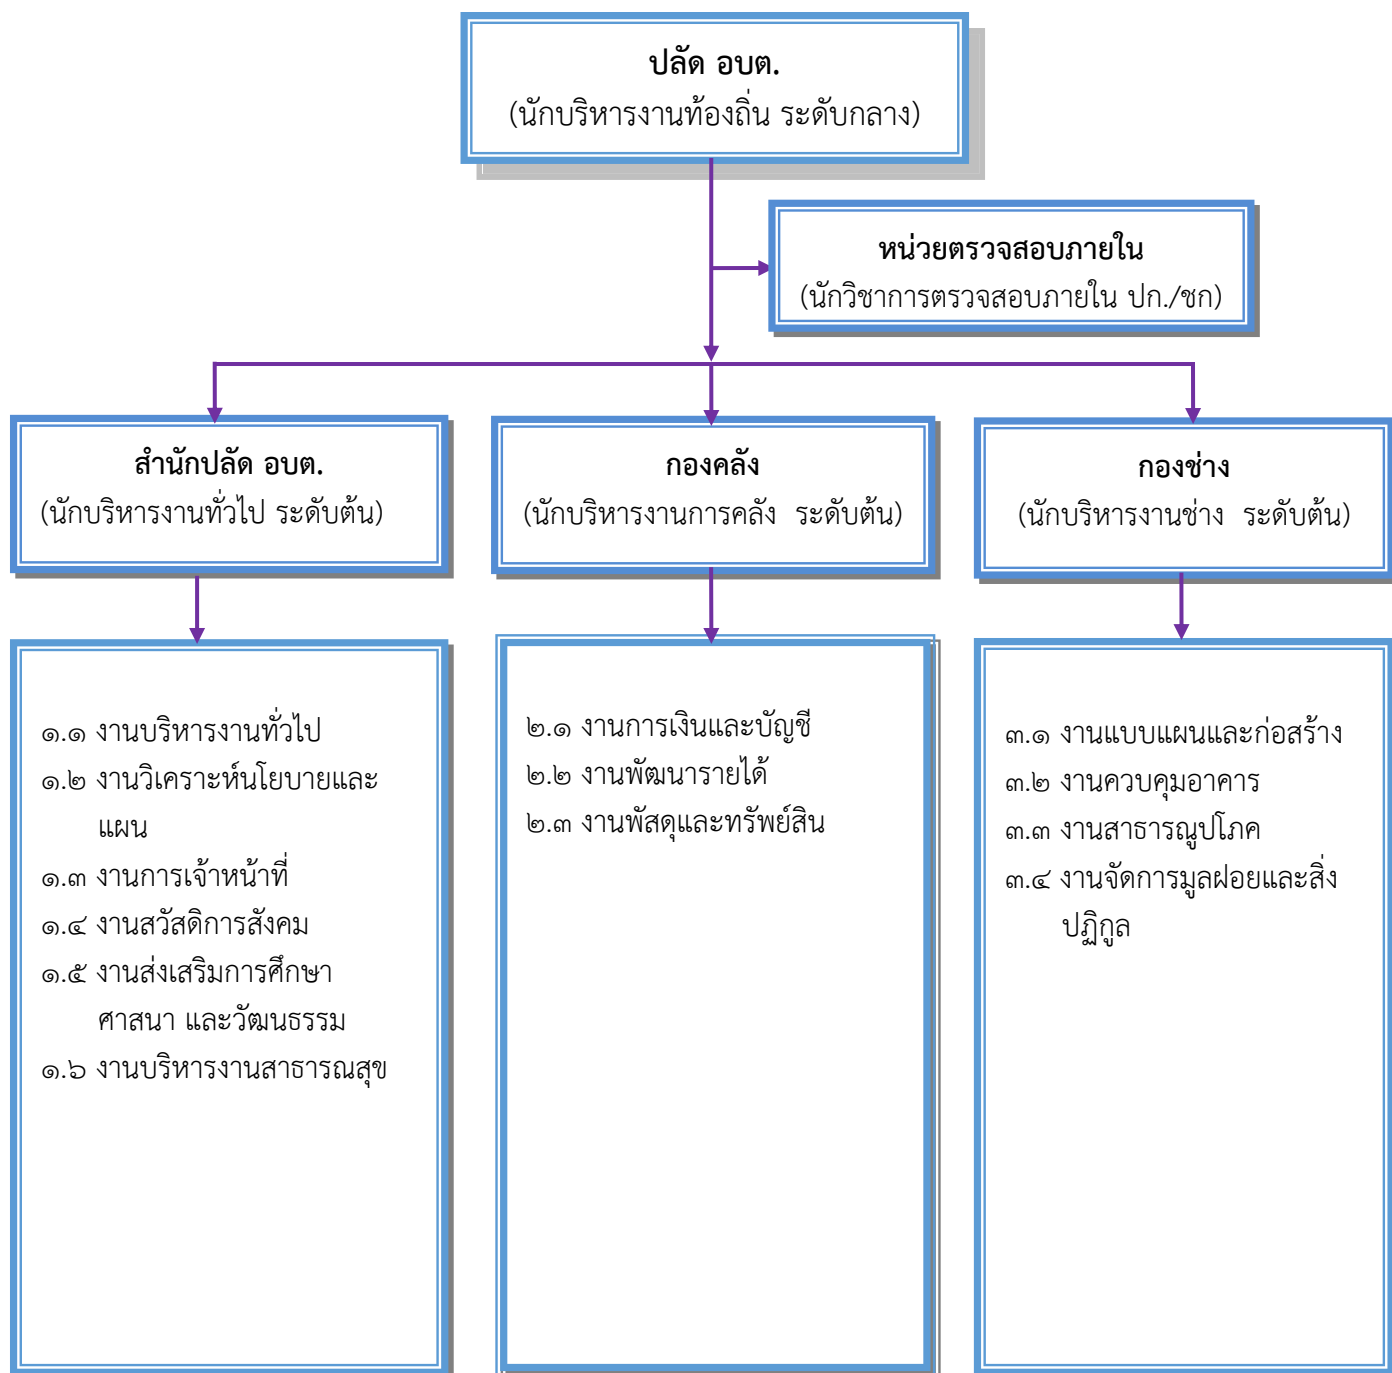 ปลัด อบต.
(นักบริหารงานท้องถิ่น ระดับกลาง)
หน่วยตรวจสอบภายใน
(นักวิชาการตรวจสอบภายใน ปก./ชก)
สำนักปลัด อบต.
(นักบริหารงานทั่วไป ระดับต้น)
กองคลัง
(นักบริหารงานการคลัง ระดับต้น)
กองช่าง
(นักบริหารงานช่าง ระดับต้น)
๑.๑ งานบริหารงานทั่วไป
๑.๒ งานวิเคราะห์นโยบายและ
แผน
๑.๓ งานการเจ้าหน้าที่
๑.๔ งานสวัสดิการสังคม
๑.๕ งานส่งเสริมการศึกษา
ศาสนา และวัฒนธรรม
๑.๖ งานบริหารงานสาธารณสุข
๒.๑ งานการเงินและบัญชี
๒.๒ งานพัฒนารายได้
๒.๓ งานพัสดุและทรัพย์สิน
๓.๑ งานแบบแผนและก่อสร้าง
๓.๒ งานควบคุมอาคาร
๓.๓ งานสาธารณูปโภค
๓.๔ งานจัดการมูลฝอยและสิ่ง
ปฏิกูล